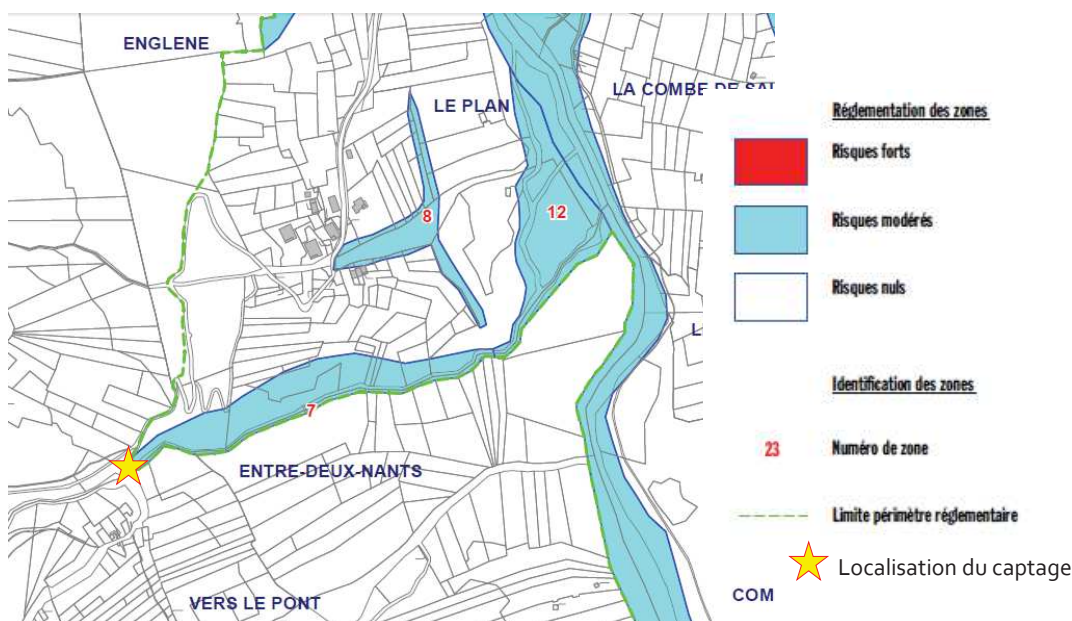 ENGLENE
LE PLAN
LA COMBE DE
8
12
7
ENTRE-DEUX-NANTS
VERS LE PONT
L
COM
Réglementation des zones
Risques forts
Risques modérés
Risques nuls
Identification des zones
23 Numéro de zone
Limite périmètre réglementaire
Localisation du captage